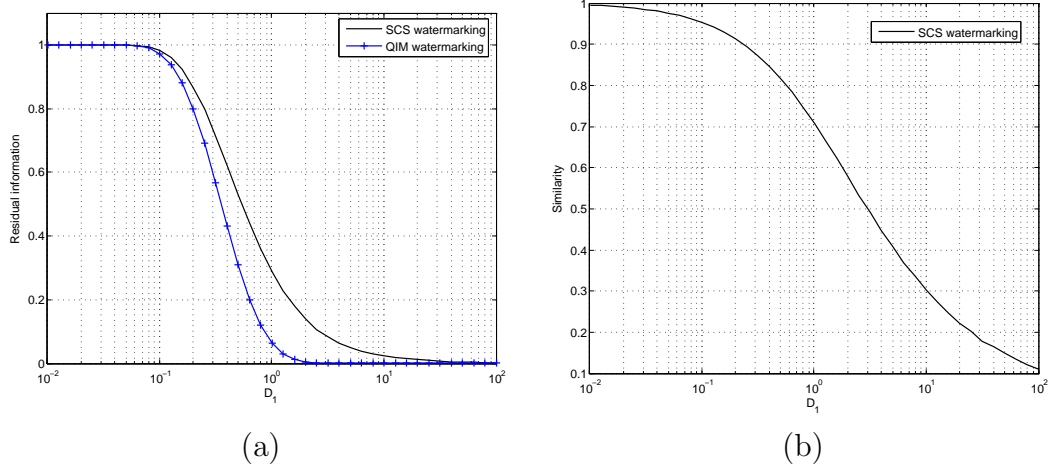 SCS watermarking
QIM watermarking
1
0.8
0.6
0.4
0.2
0
Residual information
10^-2
10^-1
10^0
10^1
10^2
D_1
(a)
SCS watermarking
1
0.9
0.8
0.7
0.6
0.5
0.4
0.3
0.2
0.1
Similarity
10^-2
10^-1
10^0
10^1
10^2
D_1
(b)